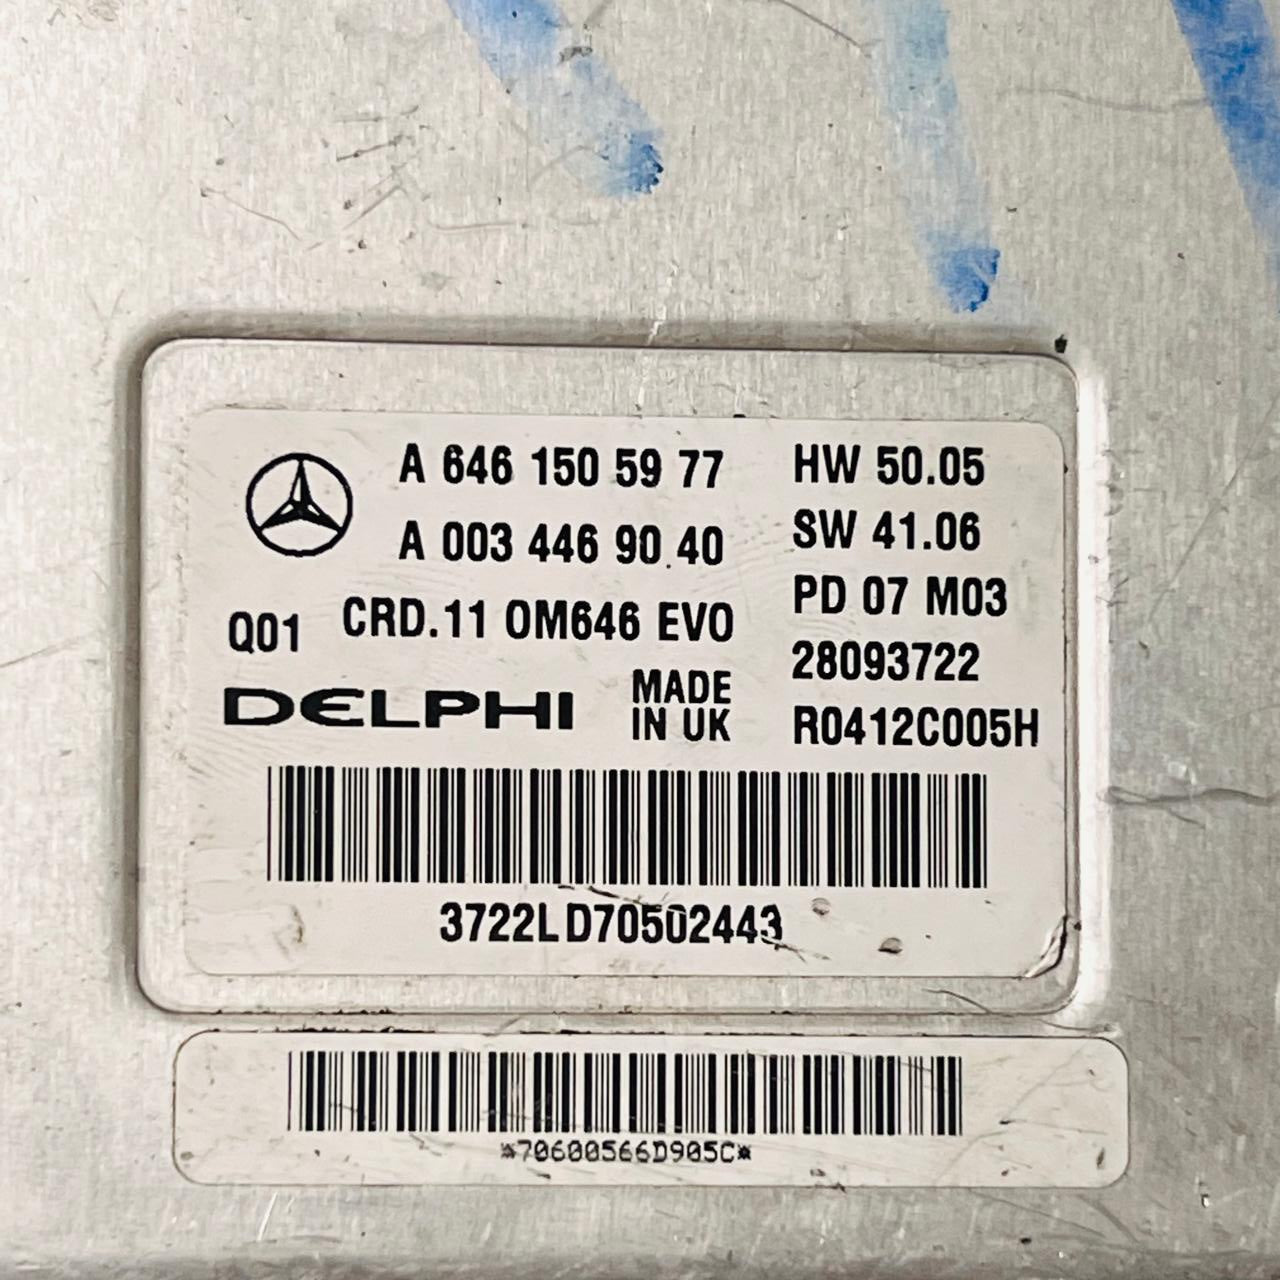 A 646 150 59 77
HW 50.05
A 003 446 90 40
SW 41.06
PD 07 M03
Q01
CRD.11 OM646 EVO
28093722
DELPHI
MADE
IN UK
R0412C005H
3722LD70502443
*70600566D905C*